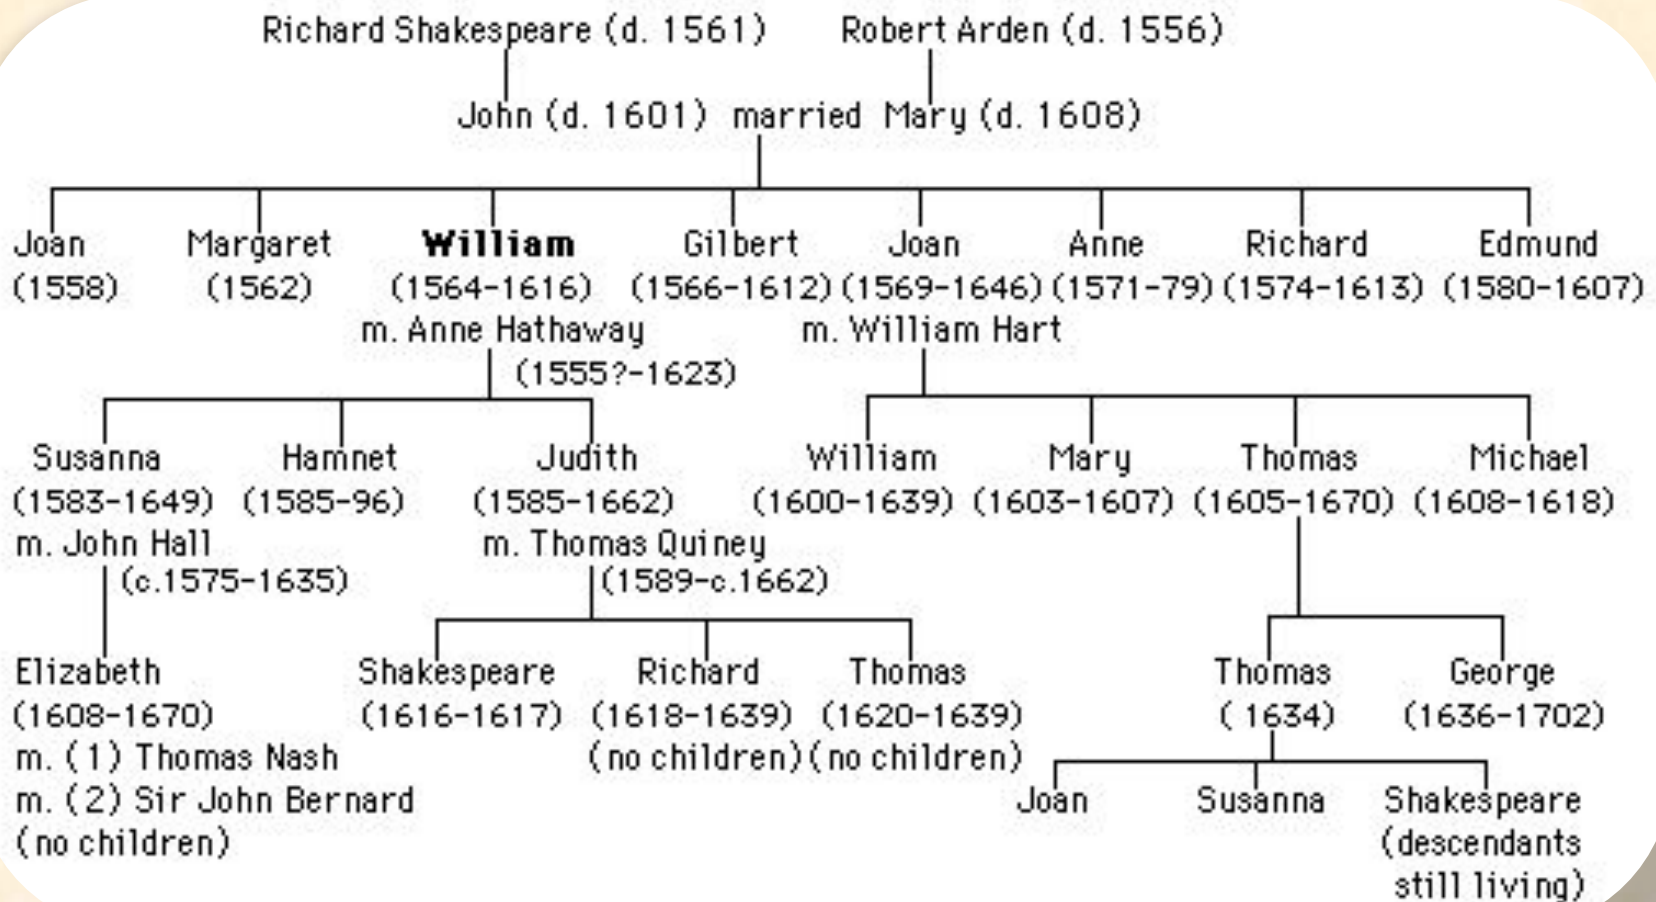 Richard Shakespeare (d. 1561) Robert Arden (d. 1556)
John (d. 1601) married Mary (d. 1608)
Joan Margaret William Gilbert Joan Anne Richard Edmund
(1558) (1562) (1564-1616) (1566-1612) (1569-1646) (1571-79) (1574-1613) (1580-1607)
m. Anne Hathaway m. William Hart
(1555?-1623)
Susanna Hamnet Judith William Mary Thomas Michael
(1583-1649) (1585-96) (1585-1662) (1600-1639) (1603-1607) (1605-1670) (1608-1618)
m. John Hall m. Thomas Quiney
(c.1575-1635) (1589-c.1662)
Elizabeth Shakespeare Richard Thomas Thomas George
(1608-1670) (1616-1617) (1618-1639) (1620-1639) ( 1634) (1636-1702)
m. (1) Thomas Nash (no children) (no children)
m. (2) Sir John Bernard Joan Susanna Shakespeare
(no children) (descendants
still living)